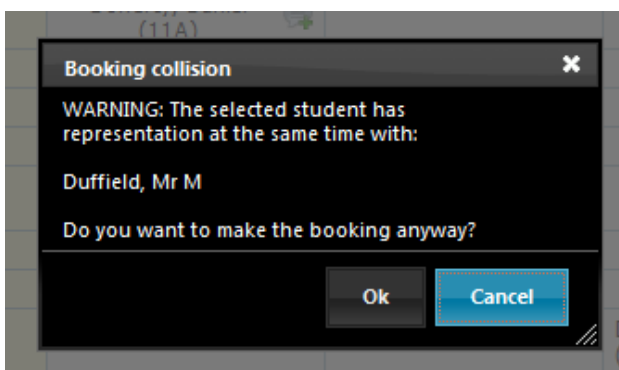 (11A)
Booking collision
WARNING: The selected student has
representation at the same time with:
Duffield, Mr M
Do you want to make the booking anyway?
Ok
Cancel